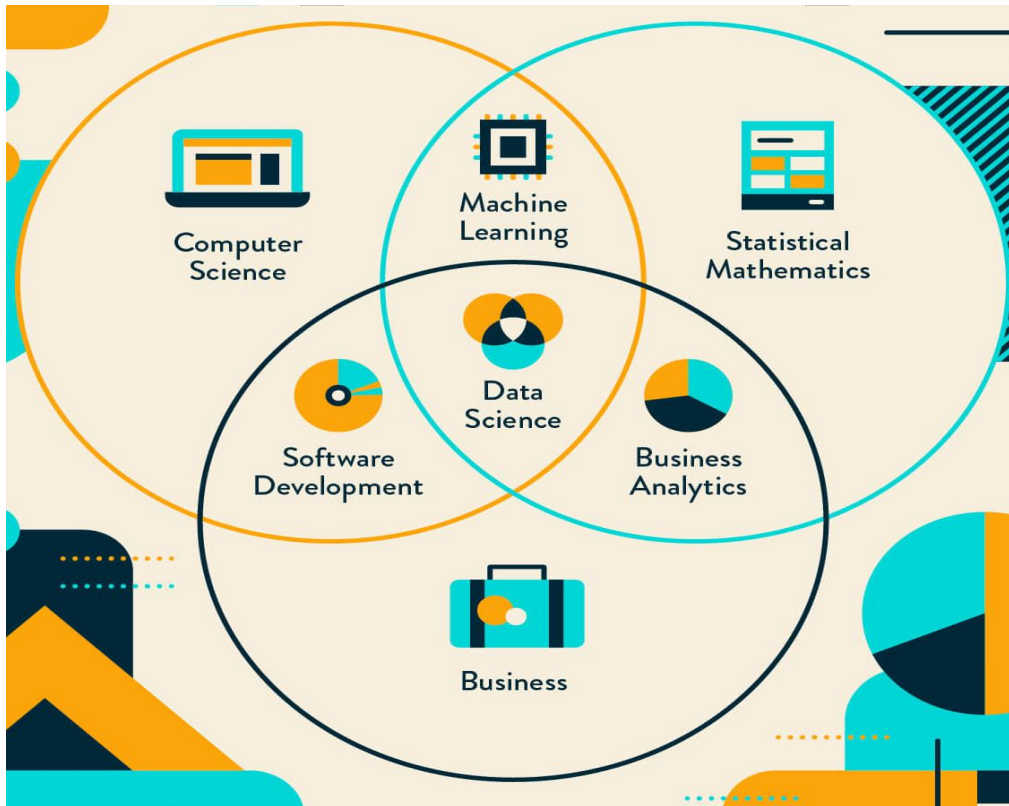 Machine
Learning
Computer
Science
Statistical
Mathematics
Data
Science
Software
Development
Business
Analytics
Business